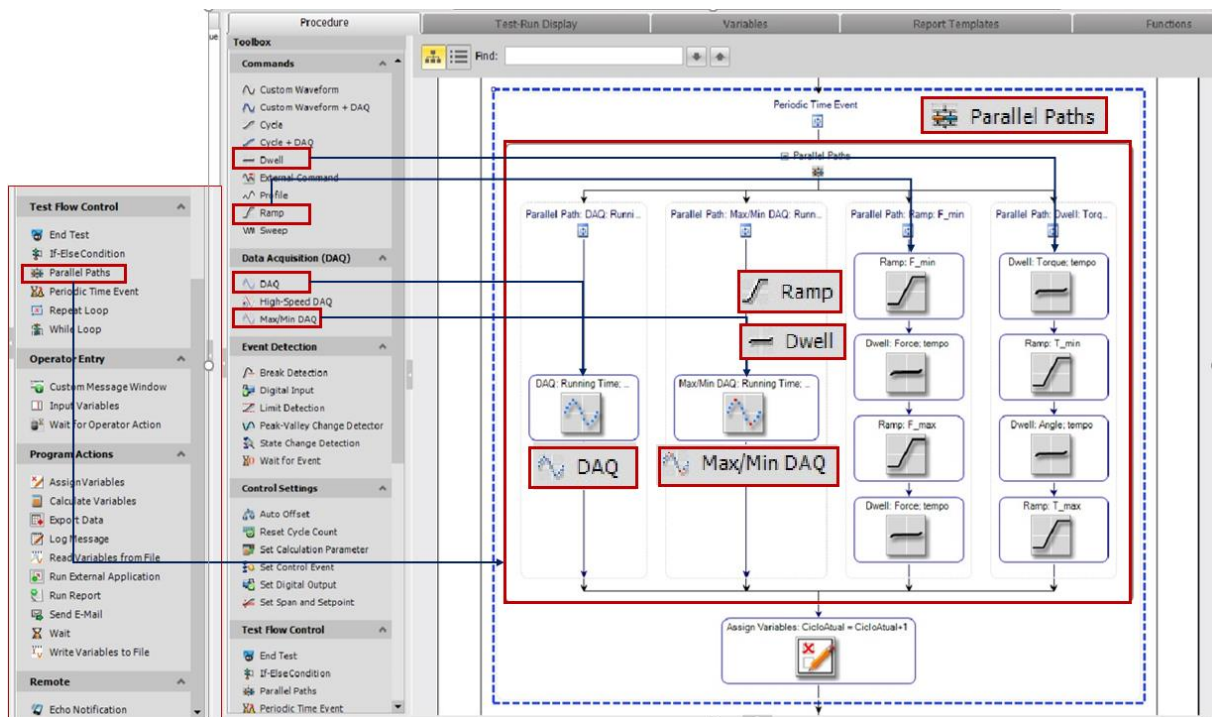 Procedure
Test-Run Display
Variables
Report Templates
Functions
ue
Toolbox
Find:
Commands
Custom Waveform
Custom Waveform + DAQ
Cycle
Cycle + DAQ
Dwell
External Command
Profile
Ramp
Sweep
Data Acquisition (DAQ)
DAQ
High-Speed DAQ
Max/Min DAQ
Event Detection
Break Detection
Digital Input
Limit Detection
Peak-Valley Change Detector
State Change Detection
Wait for Event
Control Settings
Auto Offset
Reset Cycle Count
Set Calculation Parameter
Set Control Event
Set Digital Output
Set Span and Setpoint
Test Flow Control
End Test
If-ElseCondition
Parallel Paths
Periodic Time Event
Test Flow Control
End Test
If-ElseCondition
Parallel Paths
Periodic Time Event
Repeat Loop
While Loop
Operator Entry
Custom Message Window
Input Variables
Wait for Operator Action
Program Actions
Assign Variables
Calculate Variables
Export Data
Log Message
Read Variables from File
Run External Application
Run Report
Send E-Mail
Wait
Write Variables to File
Remote
Echo Notification
Periodic Time Event
Parallel Paths
Parallel Paths
Parallel Path: DAQ: Runni...
Parallel Path: Max/Min DAQ: Runn...
Parallel Path: Ramp: F_min
Parallel Path: Dwell: Torq...
Ramp
Dwell
DAQ: Running Time; ...
DAQ
Max/Min DAQ: Running Time; ...
Max/Min DAQ
Ramp: F_min
Dwell: Force; tempo
Ramp: F_max
Dwell: Force; tempo
Dwell: Torque; tempo
Ramp: T_min
Dwell: Angle; tempo
Ramp: T_max
Assign Variables: CicloAtual = CicloAtual+1